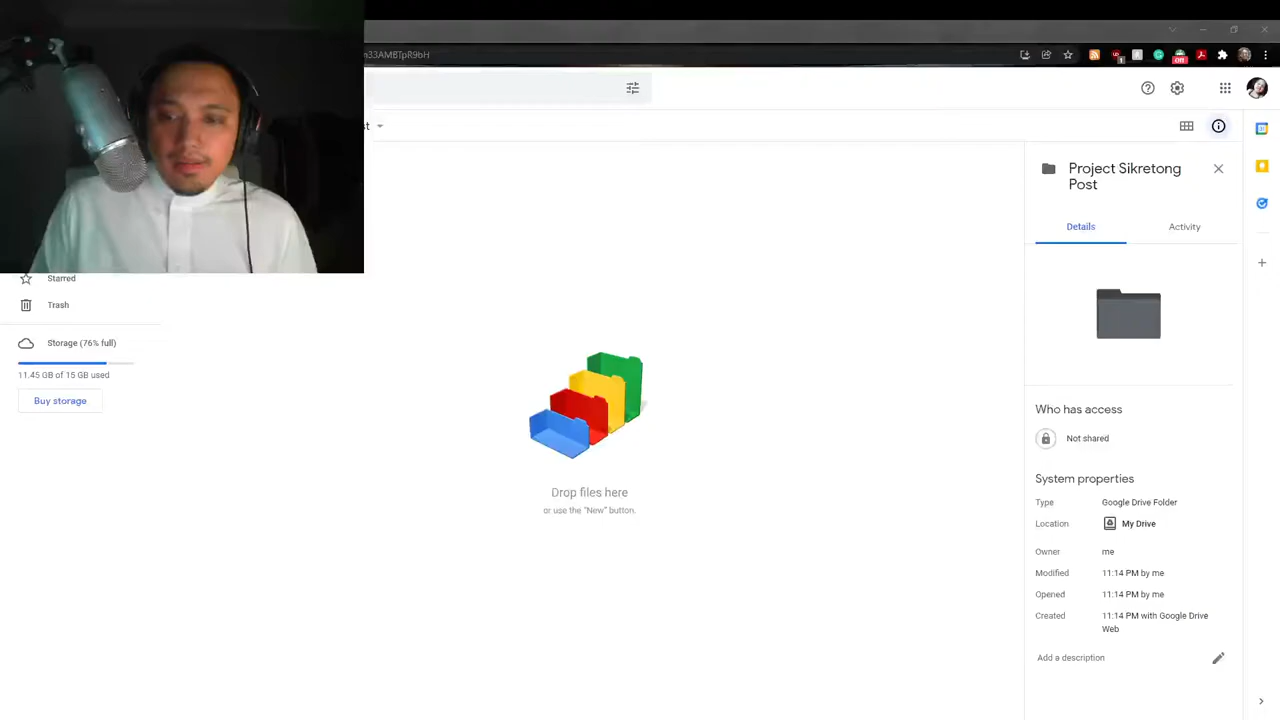 m33AMBTpR9bH
1
Off
t
Project Sikretong
Post
Details
Activity
Starred
Trash
Storage (76% full)
11.45 GB of 15 GB used
Buy storage
Drop files here
or use the "New" button.
Who has access
Not shared
System properties
Type Google Drive Folder
Location My Drive
Owner me
Modified 11:14 PM by me
Opened 11:14 PM by me
Created 11:14 PM with Google Drive
Web
Add a description